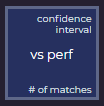 confidence
interval
vs perf
# of matches